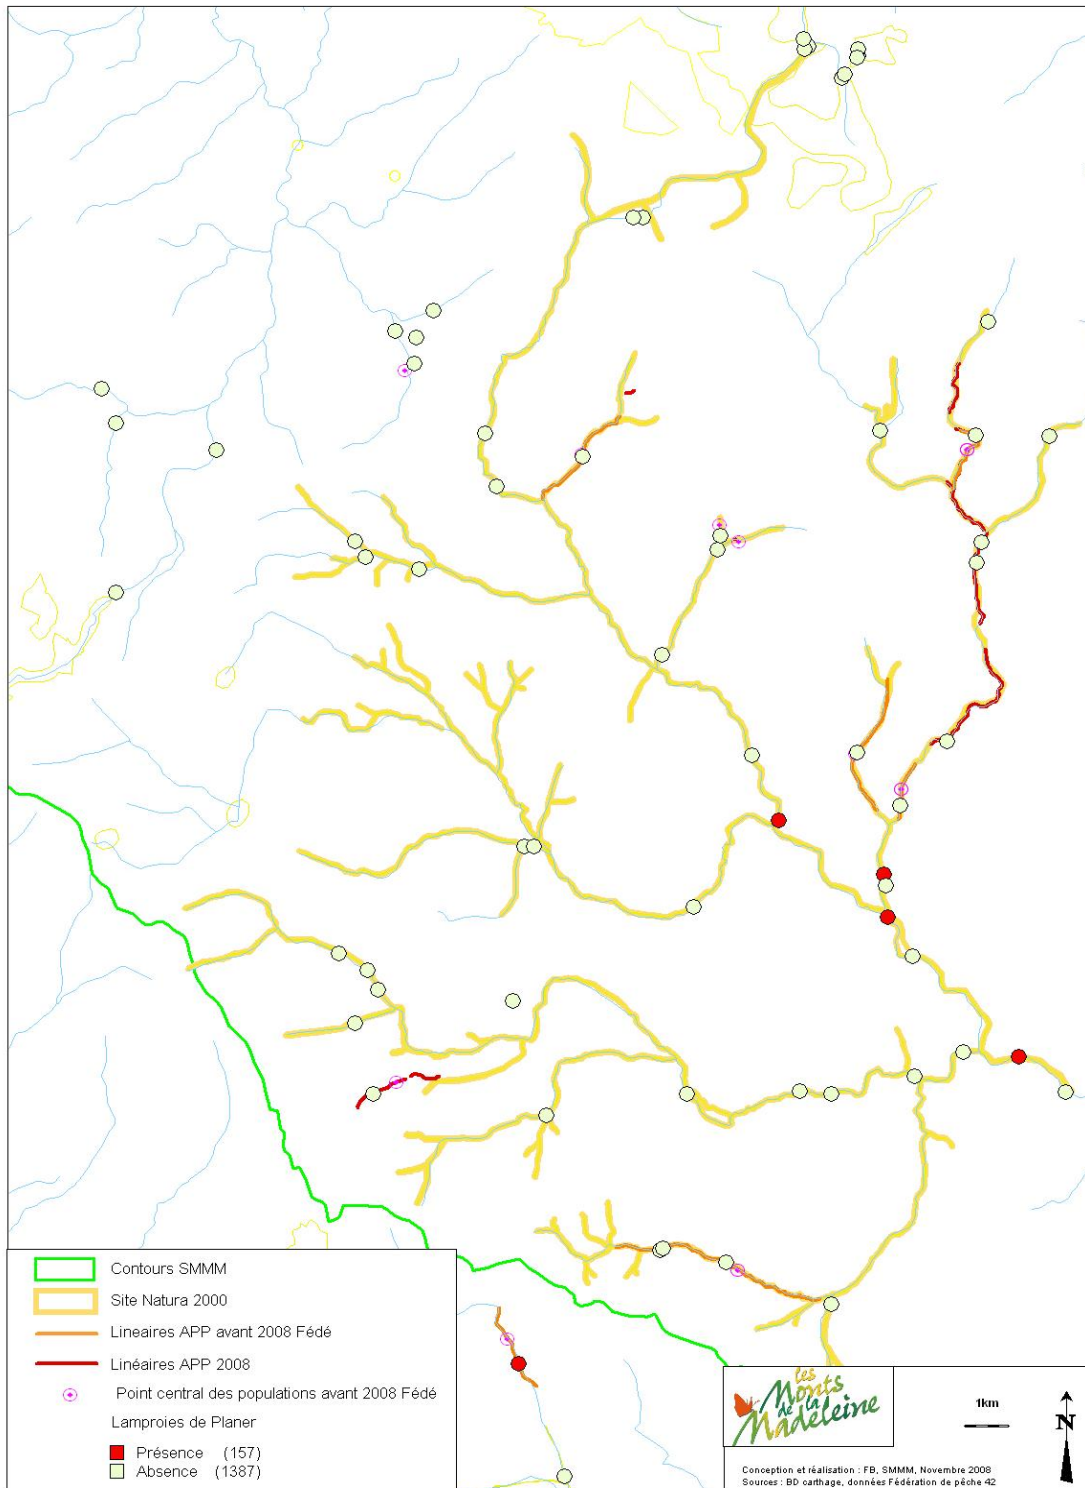 Contours SMMM
Site Natura 2000
Lineaires APP avant 2008 Fédé
Linéaires APP 2008
Point central des populations avant 2008 Fédé
Lamproies de Planer
Présence (157)
Absence (1387)
les
Monts
de la
Madeleine
1km
N
Conception et réalisation : FB, SMMM, Novembre 2008
Sources : BD carthage, données Fédération de pêche 42